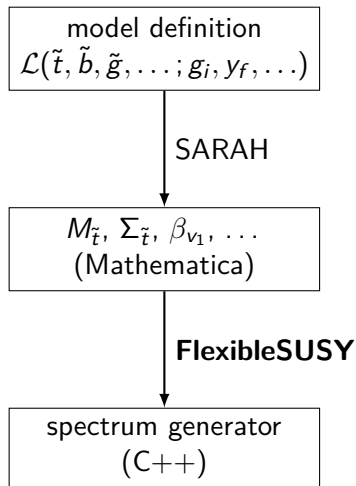 model definition
ℒ(t̃, b̃, g̃, …; gᵢ, y_f, …)
SARAH
M_t̃, Σ_t̃, β_v₁, …
(Mathematica)
FlexibleSUSY
spectrum generator
(C++)